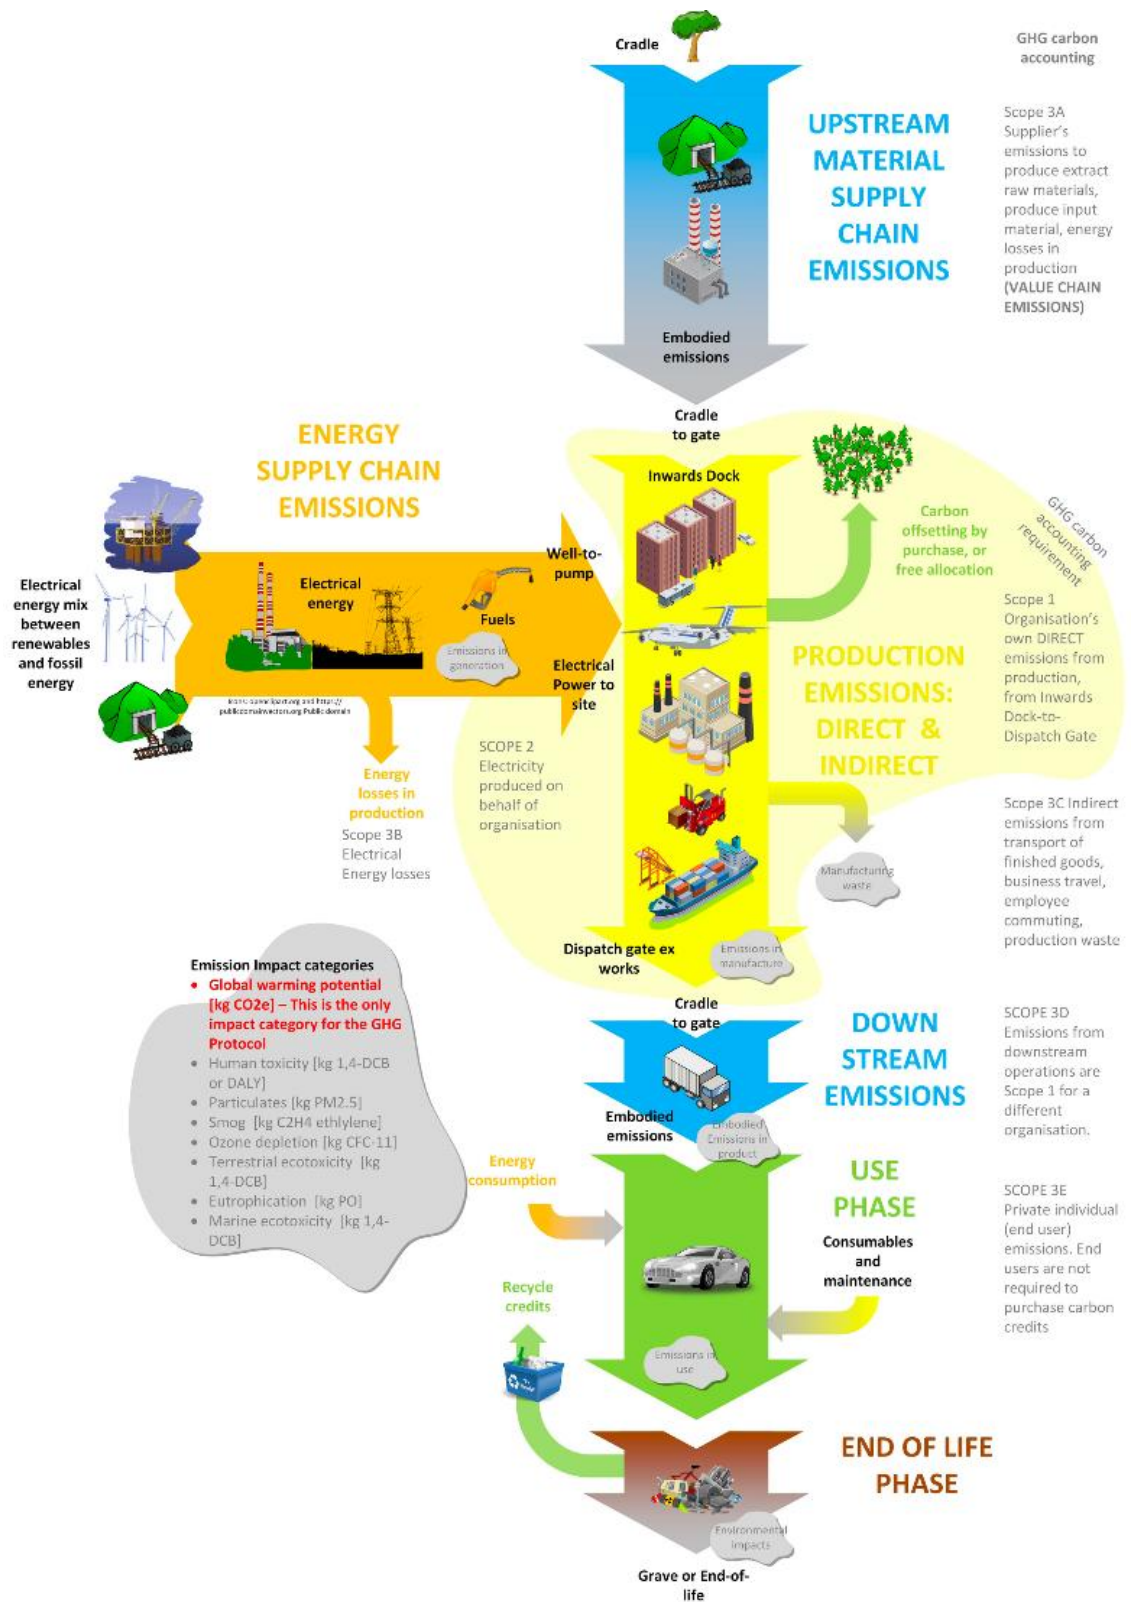 Cradle
GHG carbon
accounting
UPSTREAM
MATERIAL
SUPPLY
CHAIN
EMISSIONS
Scope 3A
Supplier's
emissions to
produce extract
raw materials,
produce input
material, energy
losses in
production
(VALUE CHAIN
EMISSIONS)
Embodied
emissions
Cradle
to gate
ENERGY
SUPPLY CHAIN
EMISSIONS
Inwards Dock
Carbon
offsetting by
purchase, or
free allocation
GHG carbon
accounting
requirement
Electrical
energy mix
between
renewables
and fossil
energy
Electrical
energy
Well-to-
pump
Fuels
Emissions in
generation
Electrical
Power to
site
Icons: openclipart.org and https://
publicdomainvectors.org Public domain
PRODUCTION
EMISSIONS:
DIRECT &
INDIRECT
Scope 1
Organisation's
own DIRECT
emissions from
production,
from Inwards
Dock-to-
Dispatch Gate
SCOPE 2
Electricity
produced on
behalf of
organisation
Energy
losses in
production
Scope 3B
Electrical
Energy losses
Manufacturing
waste
Scope 3C Indirect
emissions from
transport of
finished goods,
business travel,
employee
commuting,
production waste
Dispatch gate ex
works
Emissions in
manufacture
Emission Impact categories
• Global warming potential
[kg CO2e] – This is the only
impact category for the GHG
Protocol
• Human toxicity [kg 1,4-DCB
or DALY]
• Particulates [kg PM2.5]
• Smog [kg C2H4 ethlylene]
• Ozone depletion [kg CFC-11]
• Terrestrial ecotoxicity [kg
1,4-DCB]
• Eutrophication [kg PO]
• Marine ecotoxicity [kg 1,4-
DCB]
Cradle
to gate
DOWN
STREAM
EMISSIONS
SCOPE 3D
Emissions from
downstream
operations are
Scope 1 for a
different
organisation.
Embodied
emissions
Embodied
Emissions in
product
Energy
consumption
USE
PHASE
Consumables
and
maintenance
SCOPE 3E
Private individual
(end user)
emissions. End
users are not
required to
purchase carbon
credits
Recycle
credits
Emissions in
use
END OF LIFE
PHASE
Environmental
impacts
Grave or End-of-
life